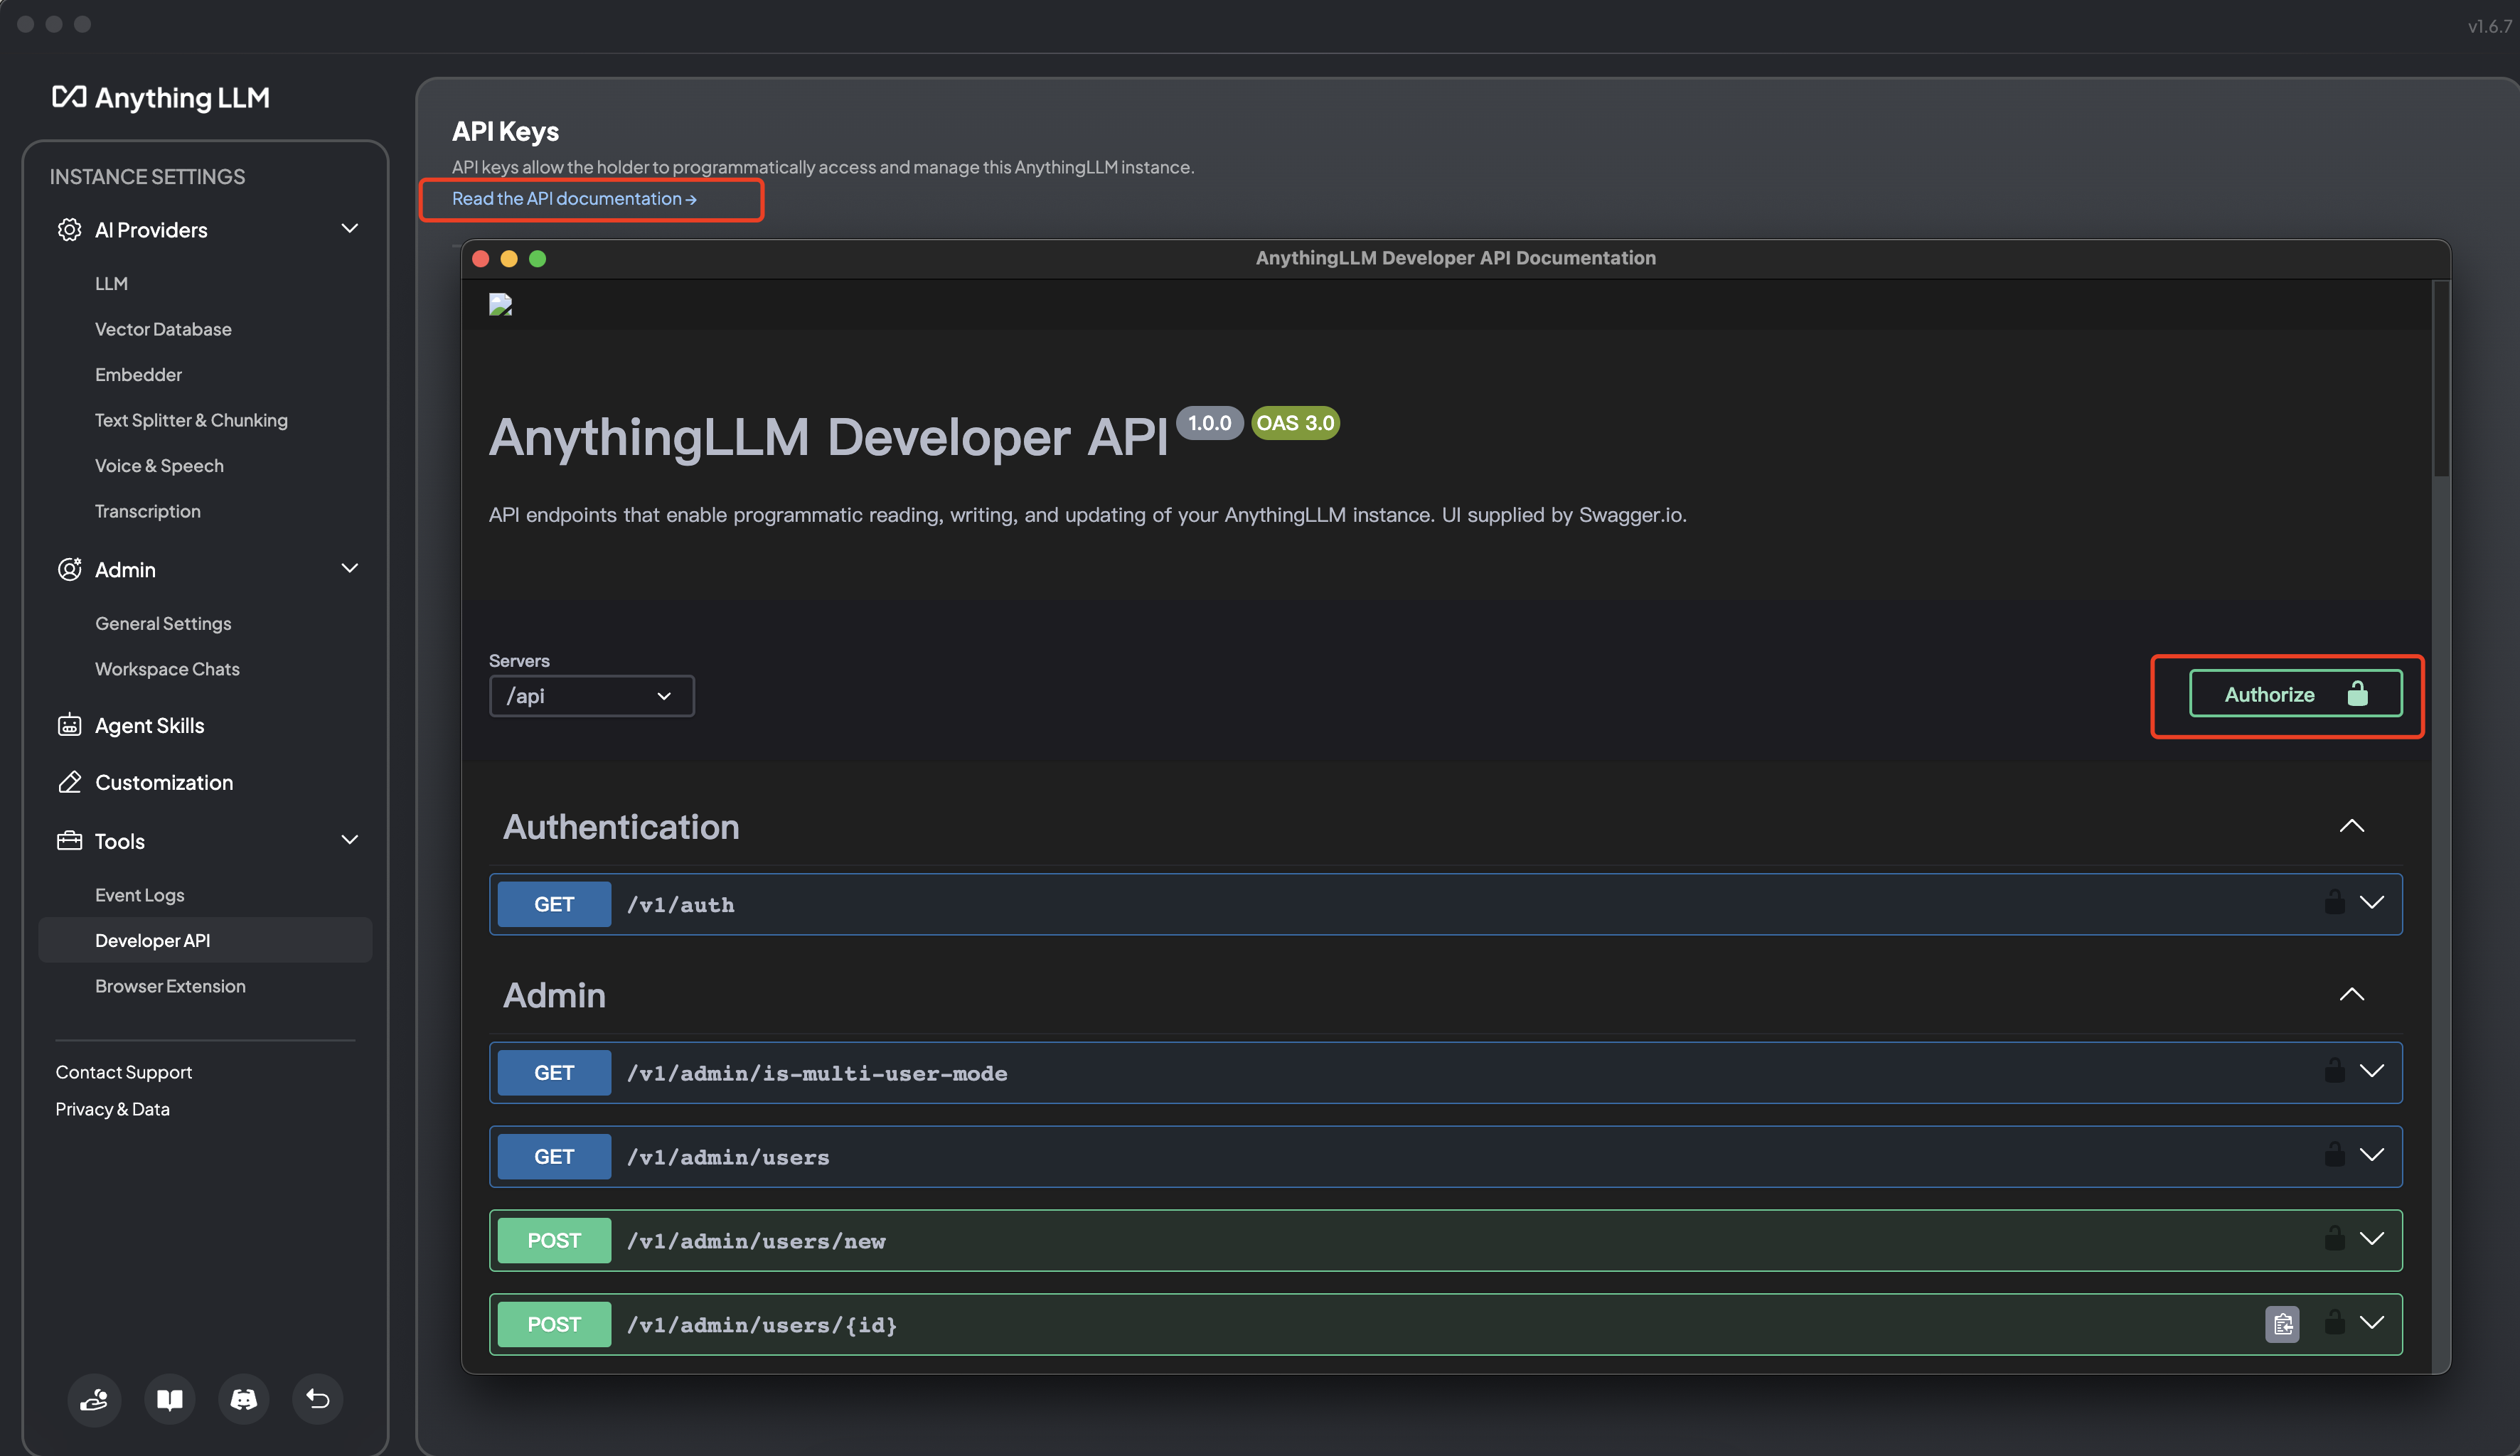 v1.6.7
Anything LLM
INSTANCE SETTINGS
AI Providers
LLM
Vector Database
Embedder
Text Splitter & Chunking
Voice & Speech
Transcription
Admin
General Settings
Workspace Chats
Agent Skills
Customization
Tools
Event Logs
Developer API
Browser Extension
Contact Support
Privacy & Data
API Keys
API keys allow the holder to programmatically access and manage this AnythingLLM instance.
Read the API documentation →
AnythingLLM Developer API Documentation
AnythingLLM Developer API 1.0.0 OAS 3.0
API endpoints that enable programmatic reading, writing, and updating of your AnythingLLM instance. UI supplied by Swagger.io.
Servers
/api
Authorize
Authentication
GET /v1/auth
Admin
GET /v1/admin/is-multi-user-mode
GET /v1/admin/users
POST /v1/admin/users/new
POST /v1/admin/users/{id}